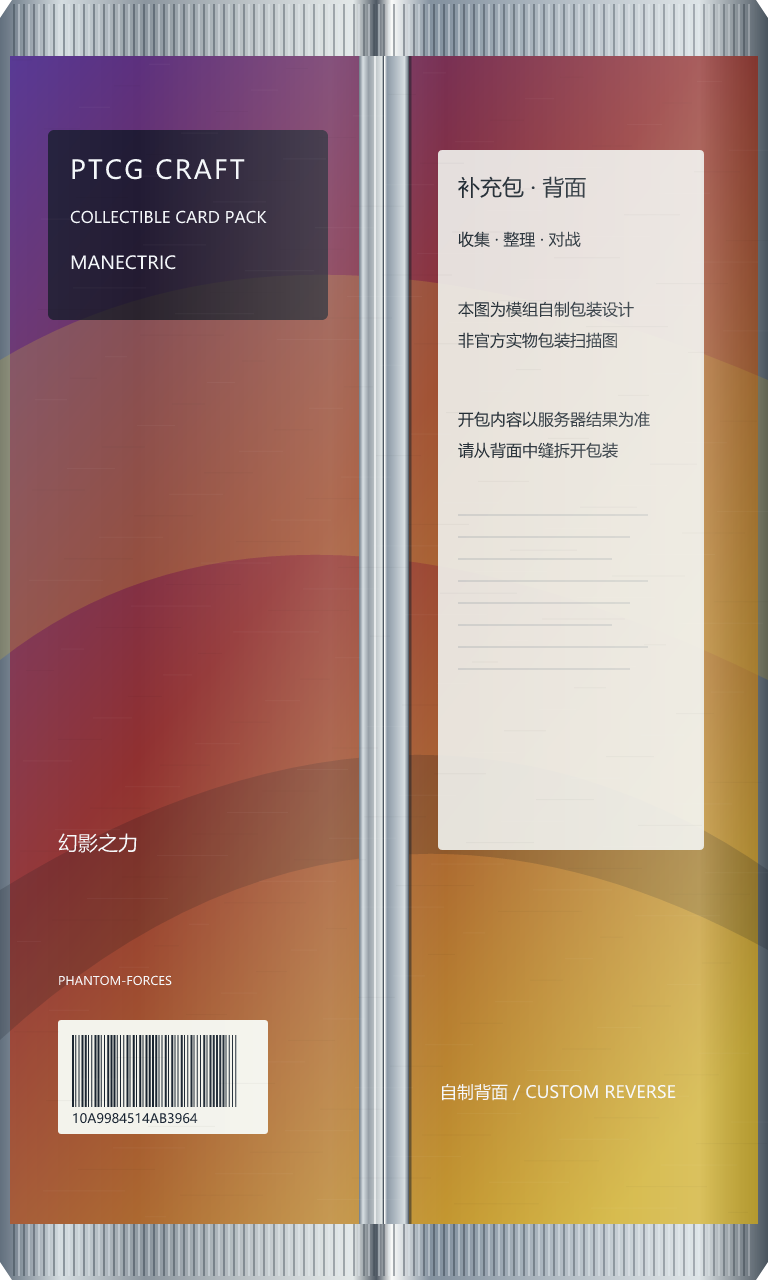 PTCG CRAFT
COLLECTIBLE CARD PACK
MANECTRIC
幻影之力
PHANTOM-FORCES
10A9984514AB3964
补充包 · 背面
收集 · 整理 · 对战
本图为模组自制包装设计
非官方实物包装扫描图
开包内容以服务器结果为准
请从背面中缝拆开包装
自制背面 / CUSTOM REVERSE